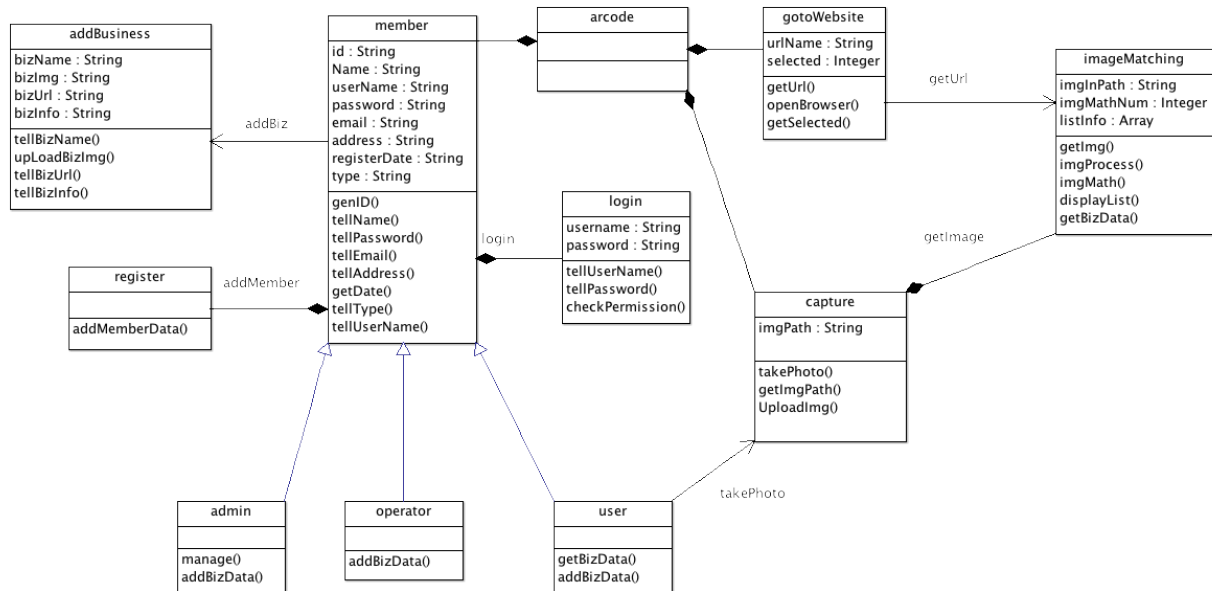 addBusiness
bizName : String
bizImg : String
bizUrl : String
bizInfo : String
tellBizName()
upLoadBizImg()
tellBizUrl()
tellBizInfo()
addBiz
member
id : String
Name : String
userName : String
password : String
email : String
address : String
registerDate : String
type : String
genID()
tellName()
tellPassword()
tellEmail()
tellAddress()
getDate()
tellType()
tellUserName()
arcode
gotoWebsite
urlName : String
selected : Integer
getUrl()
openBrowser()
getSelected()
getUrl
imageMatching
imgInPath : String
imgMathNum : Integer
listInfo : Array
getImg()
imgProcess()
imgMath()
displayList()
getBizData()
login
login
username : String
password : String
tellUserName()
tellPassword()
checkPermission()
getImage
register
addMemberData()
addMember
capture
imgPath : String
takePhoto()
getImgPath()
UploadImg()
takePhoto
admin
manage()
addBizData()
operator
addBizData()
user
getBizData()
addBizData()